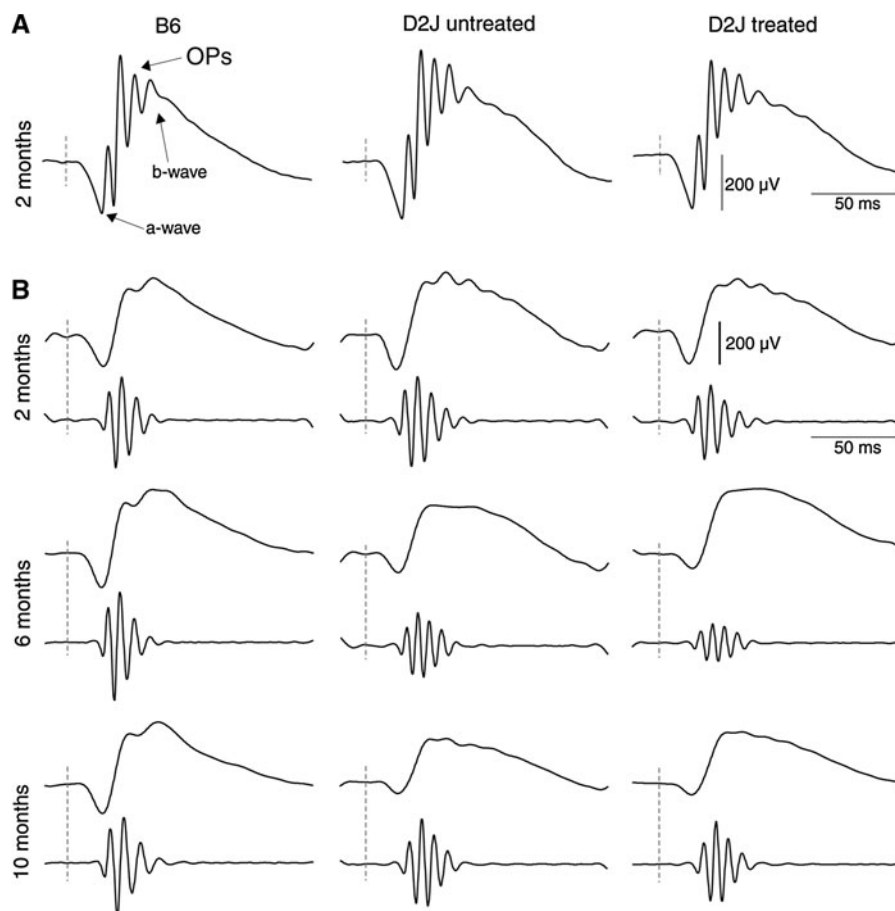 A
B6
D2J untreated
D2J treated
2 months
OPs
b-wave
a-wave
200 µV
50 ms
B
2 months
200 µV
50 ms
6 months
10 months